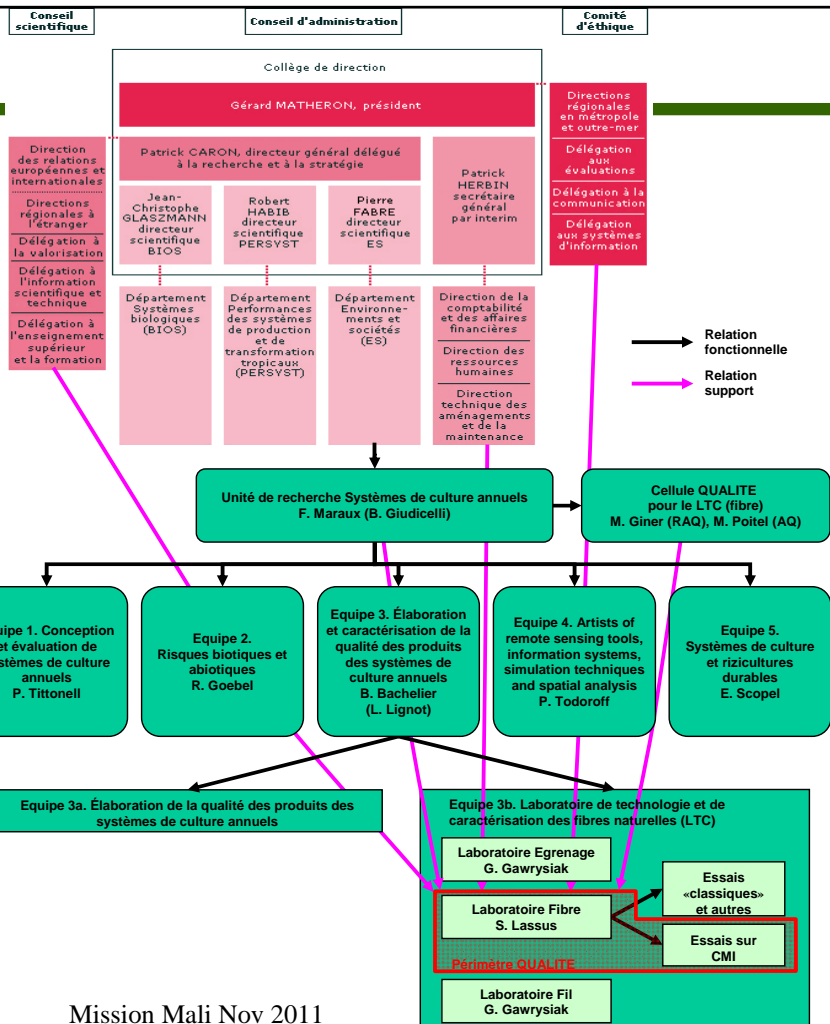 Conseil
scientifique
Conseil d'administration
Comité
d'éthique
Collège de direction
Gérard MATHERON, président
Directions
régionales
en métropole
et outre-mer
Délégation
aux
évaluations
Délégation à la
communication
Délégation
aux systèmes
d'information
Direction
des relations
européennes et
internationales
Directions
régionales à
l'étranger
Délégation à
la valorisation
Délégation à
l'information
scientifique et
technique
Délégation à
l'enseignement
supérieur
et la formation
Patrick CARON, directeur général délégué
à la recherche et à la stratégie
Jean-
Christophe
GLASZMANN
directeur
scientifique
BIOS
Robert
HABIB
directeur
scientifique
PERSYST
Pierre
FABRE
directeur
scientifique
ES
Patrick
HERBIN
secrétaire
général
par interim
Département
Systèmes
biologiques
(BIOS)
Département
Performances
des systèmes
de production
et de
transformation
tropicaux
(PERSYST)
Département
Environne-
ments et
sociétés
(ES)
Direction de la
comptabilité
et des affaires
financières
Direction des
ressources
humaines
Direction
technique des
aménagements
et de la
maintenance
Relation
fonctionnelle
Relation
support
Unité de recherche Systèmes de culture annuels
F. Maraux (B. Giudicelli)
Cellule QUALITE
pour le LTC (fibre)
M. Giner (RAQ), M. Poitel (AQ)
uipe 1. Conception
et évaluation de
stèmes de culture
annuels
P. Tittonell
Equipe 2.
Risques biotiques et
abiotiques
R. Goebel
Equipe 3. Élaboration
et caractérisation de la
qualité des produits
des systèmes de
culture annuels
B. Bachelier
(L. Lignot)
Equipe 4. Artists of
remote sensing tools,
information systems,
simulation techniques
and spatial analysis
P. Todoroff
Equipe 5.
Systèmes de culture
et rizicultures
durables
E. Scopel
Equipe 3a. Élaboration de la qualité des produits des
systèmes de culture annuels
Equipe 3b. Laboratoire de technologie et de
caractérisation des fibres naturelles (LTC)
Laboratoire Egrenage
G. Gawrysiak
Laboratoire Fibre
S. Lassus
Essais
«classiques»
et autres
Essais sur
CMI
Périmètre QUALITE
Laboratoire Fil
G. Gawrysiak
Mission Mali Nov 2011